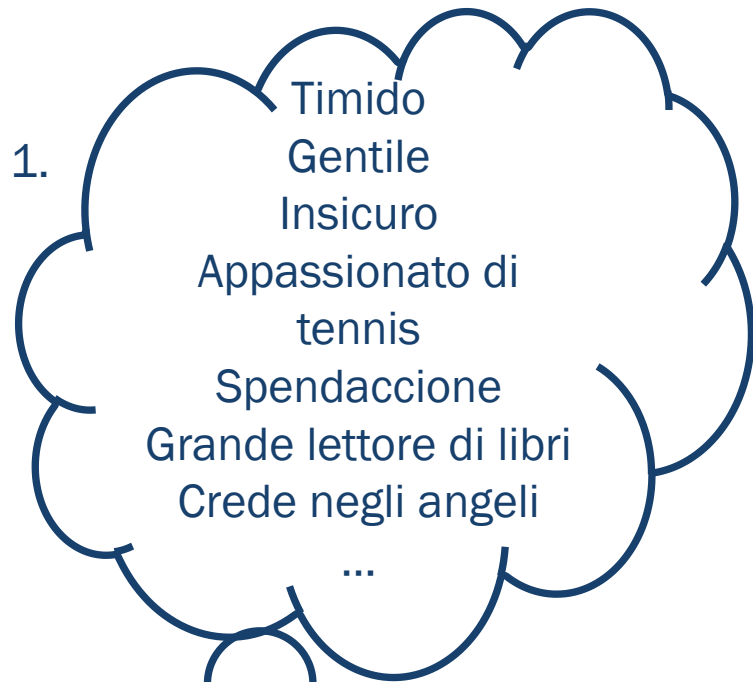 1.
Timido
Gentile
Insicuro
Appassionato di
tennis
Spendaccione
Grande lettore di libri
Crede negli angeli
...